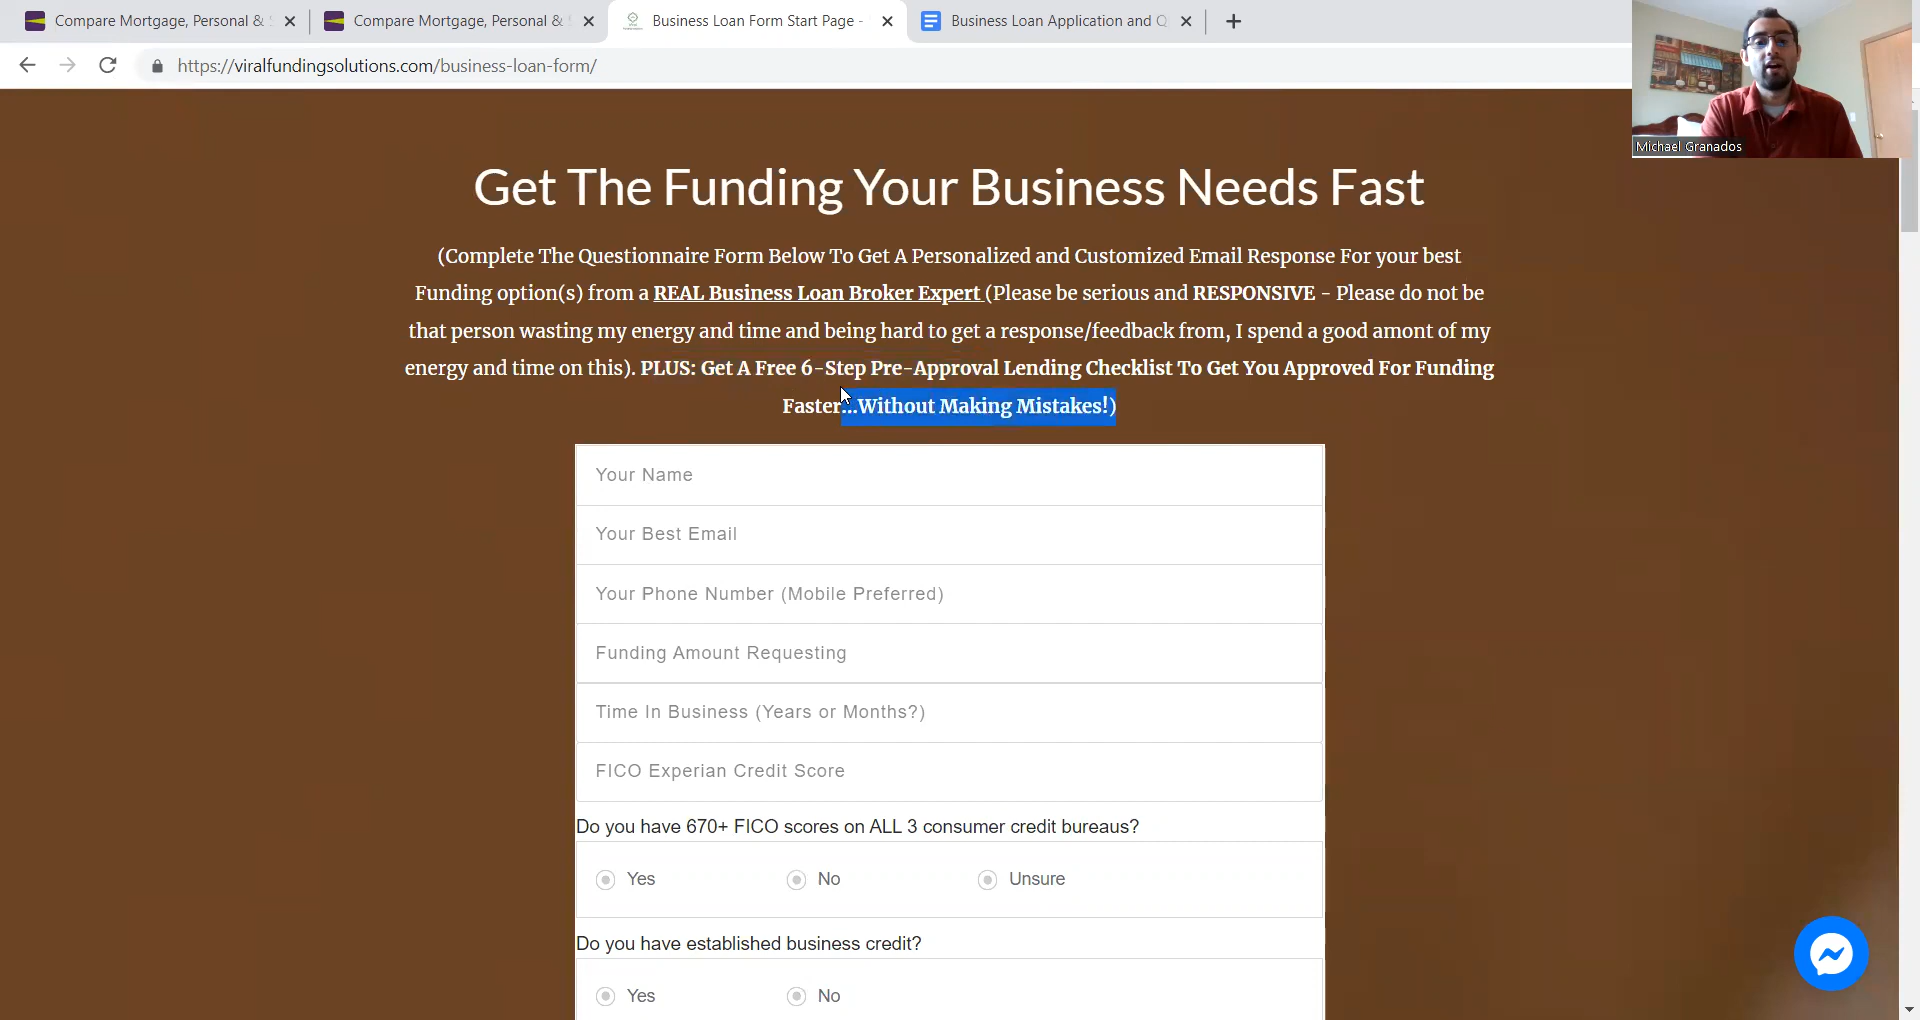 Compare Mortgage, Personal &
Compare Mortgage, Personal &
Business Loan Form Start Page -
Business Loan Application and Q
https://viralfundingsolutions.com/business-loan-form/
Michael Granados
Get The Funding Your Business Needs Fast
(Complete The Questionnaire Form Below To Get A Personalized and Customized Email Response For your best
Funding option(s) from a REAL Business Loan Broker Expert (Please be serious and RESPONSIVE - Please do not be
that person wasting my energy and time and being hard to get a response/feedback from, I spend a good amont of my
energy and time on this). PLUS: Get A Free 6-Step Pre-Approval Lending Checklist To Get You Approved For Funding
Faster...Without Making Mistakes!)
Your Name
Your Best Email
Your Phone Number (Mobile Preferred)
Funding Amount Requesting
Time In Business (Years or Months?)
FICO Experian Credit Score
Do you have 670+ FICO scores on ALL 3 consumer credit bureaus?
Yes No Unsure
Do you have established business credit?
Yes No